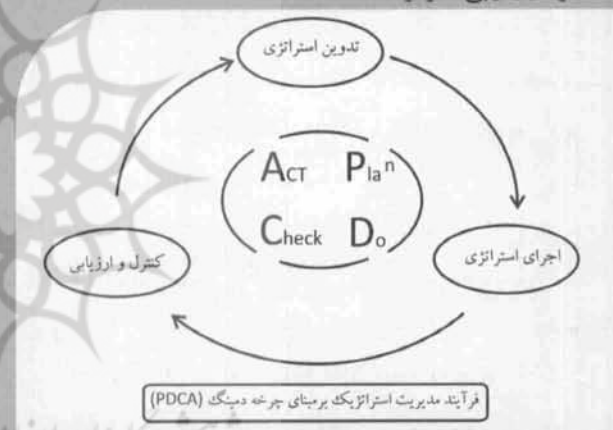 تدوین استراتژی
ACT Plan
Check Do
اجرای استراتژی
کنترل و ارزیابی
فرآیند مدیریت استراتژیک برمبنای چرخه دمینگ (PDCA)